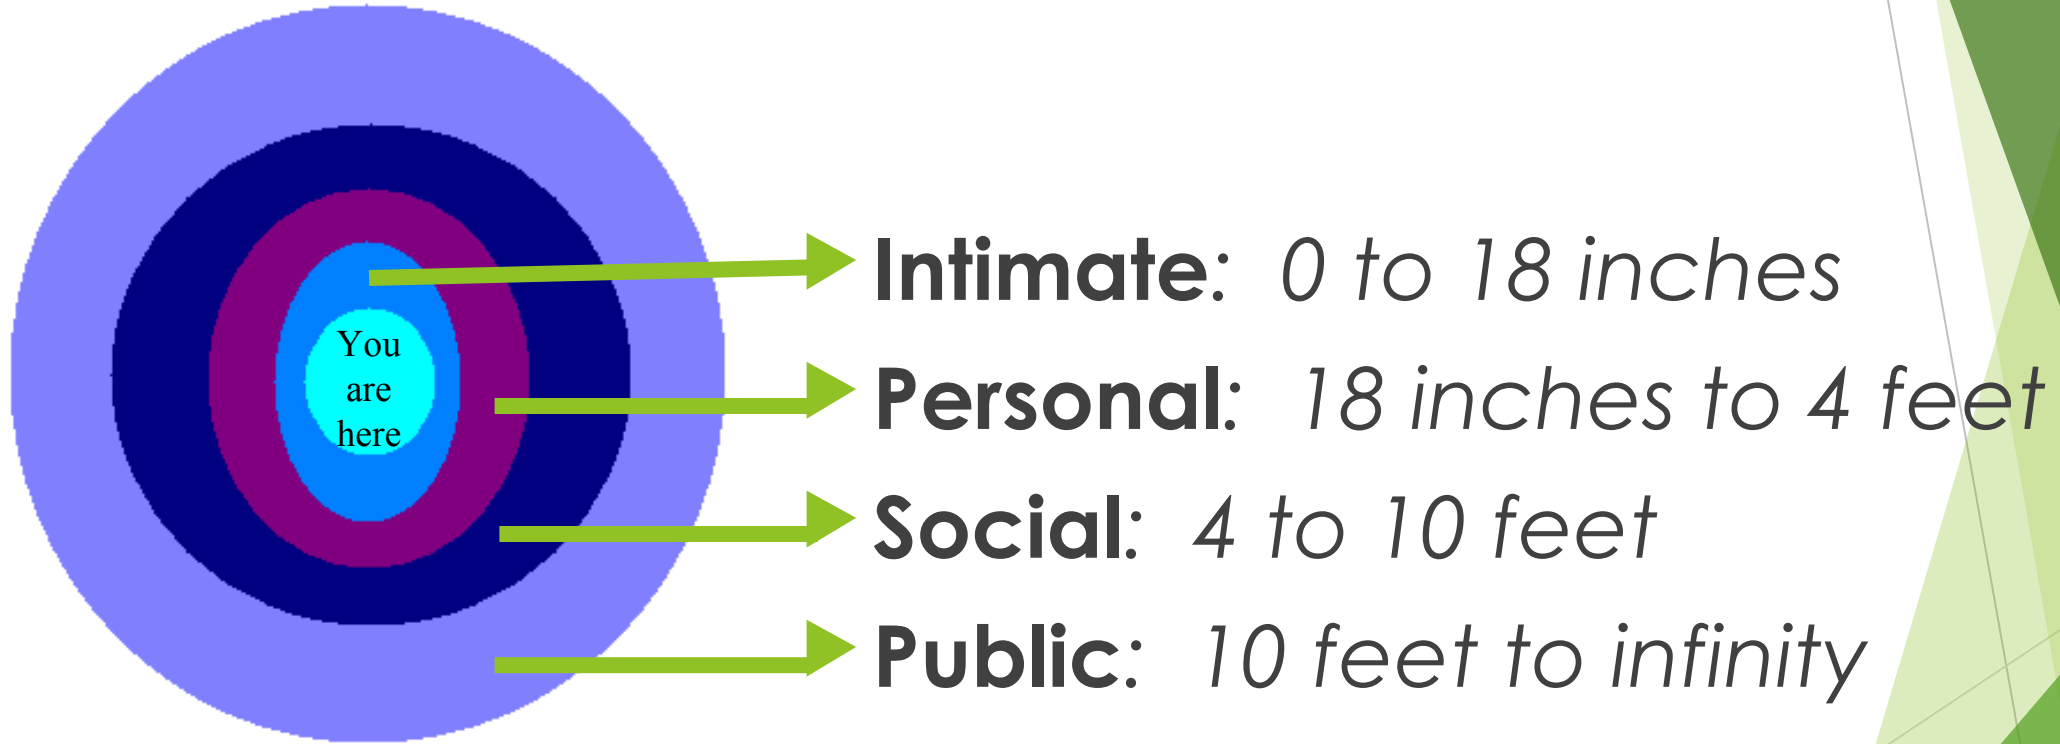 You
are
here
Intimate: 0 to 18 inches
Personal: 18 inches to 4 feet
Social: 4 to 10 feet
Public: 10 feet to infinity